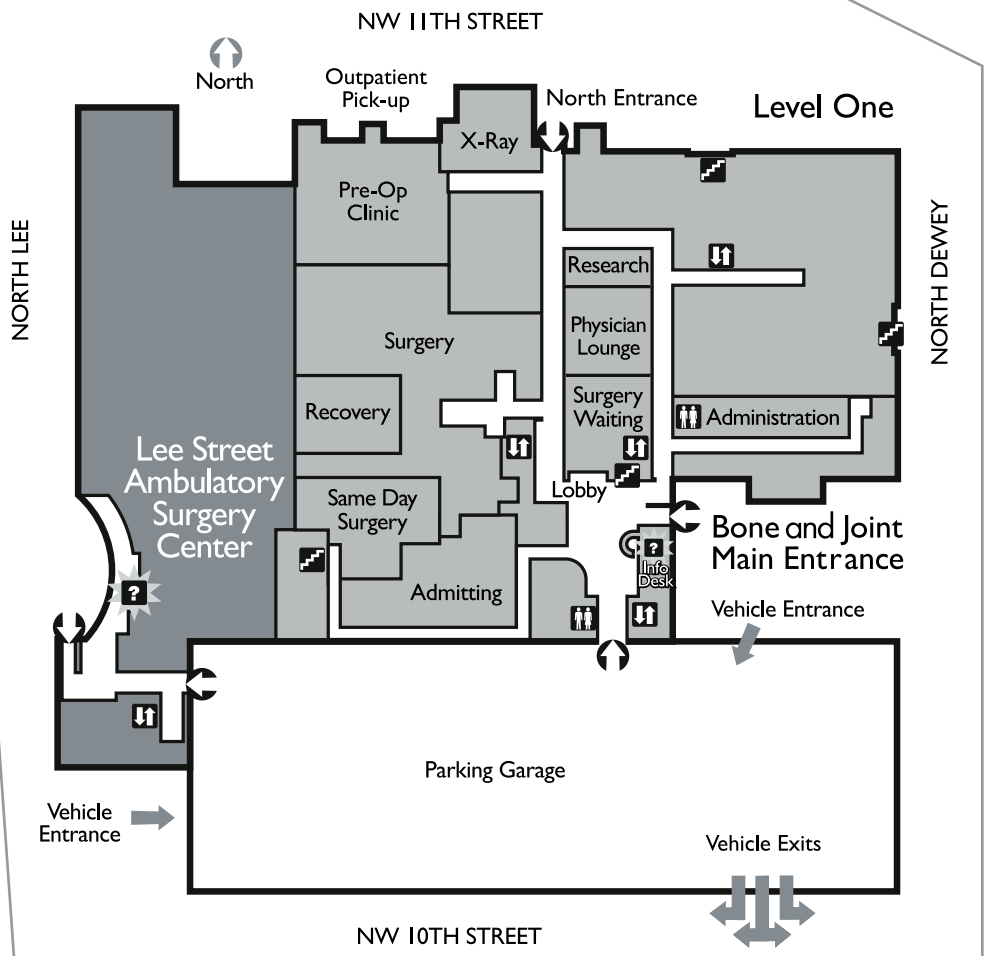 NW 11TH STREET
North
Outpatient
Pick-up
North Entrance
Level One
X-Ray
Pre-Op
Clinic
NORTH LEE
NORTH DEWEY
Research
Physician
Lounge
Surgery
Recovery
Surgery
Waiting
Administration
Lee Street
Ambulatory
Surgery
Center
Same Day
Surgery
Lobby
Bone and Joint
Main Entrance
?
Info
Desk
Admitting
?
Vehicle Entrance
Parking Garage
Vehicle
Entrance
Vehicle Exits
NW 10TH STREET